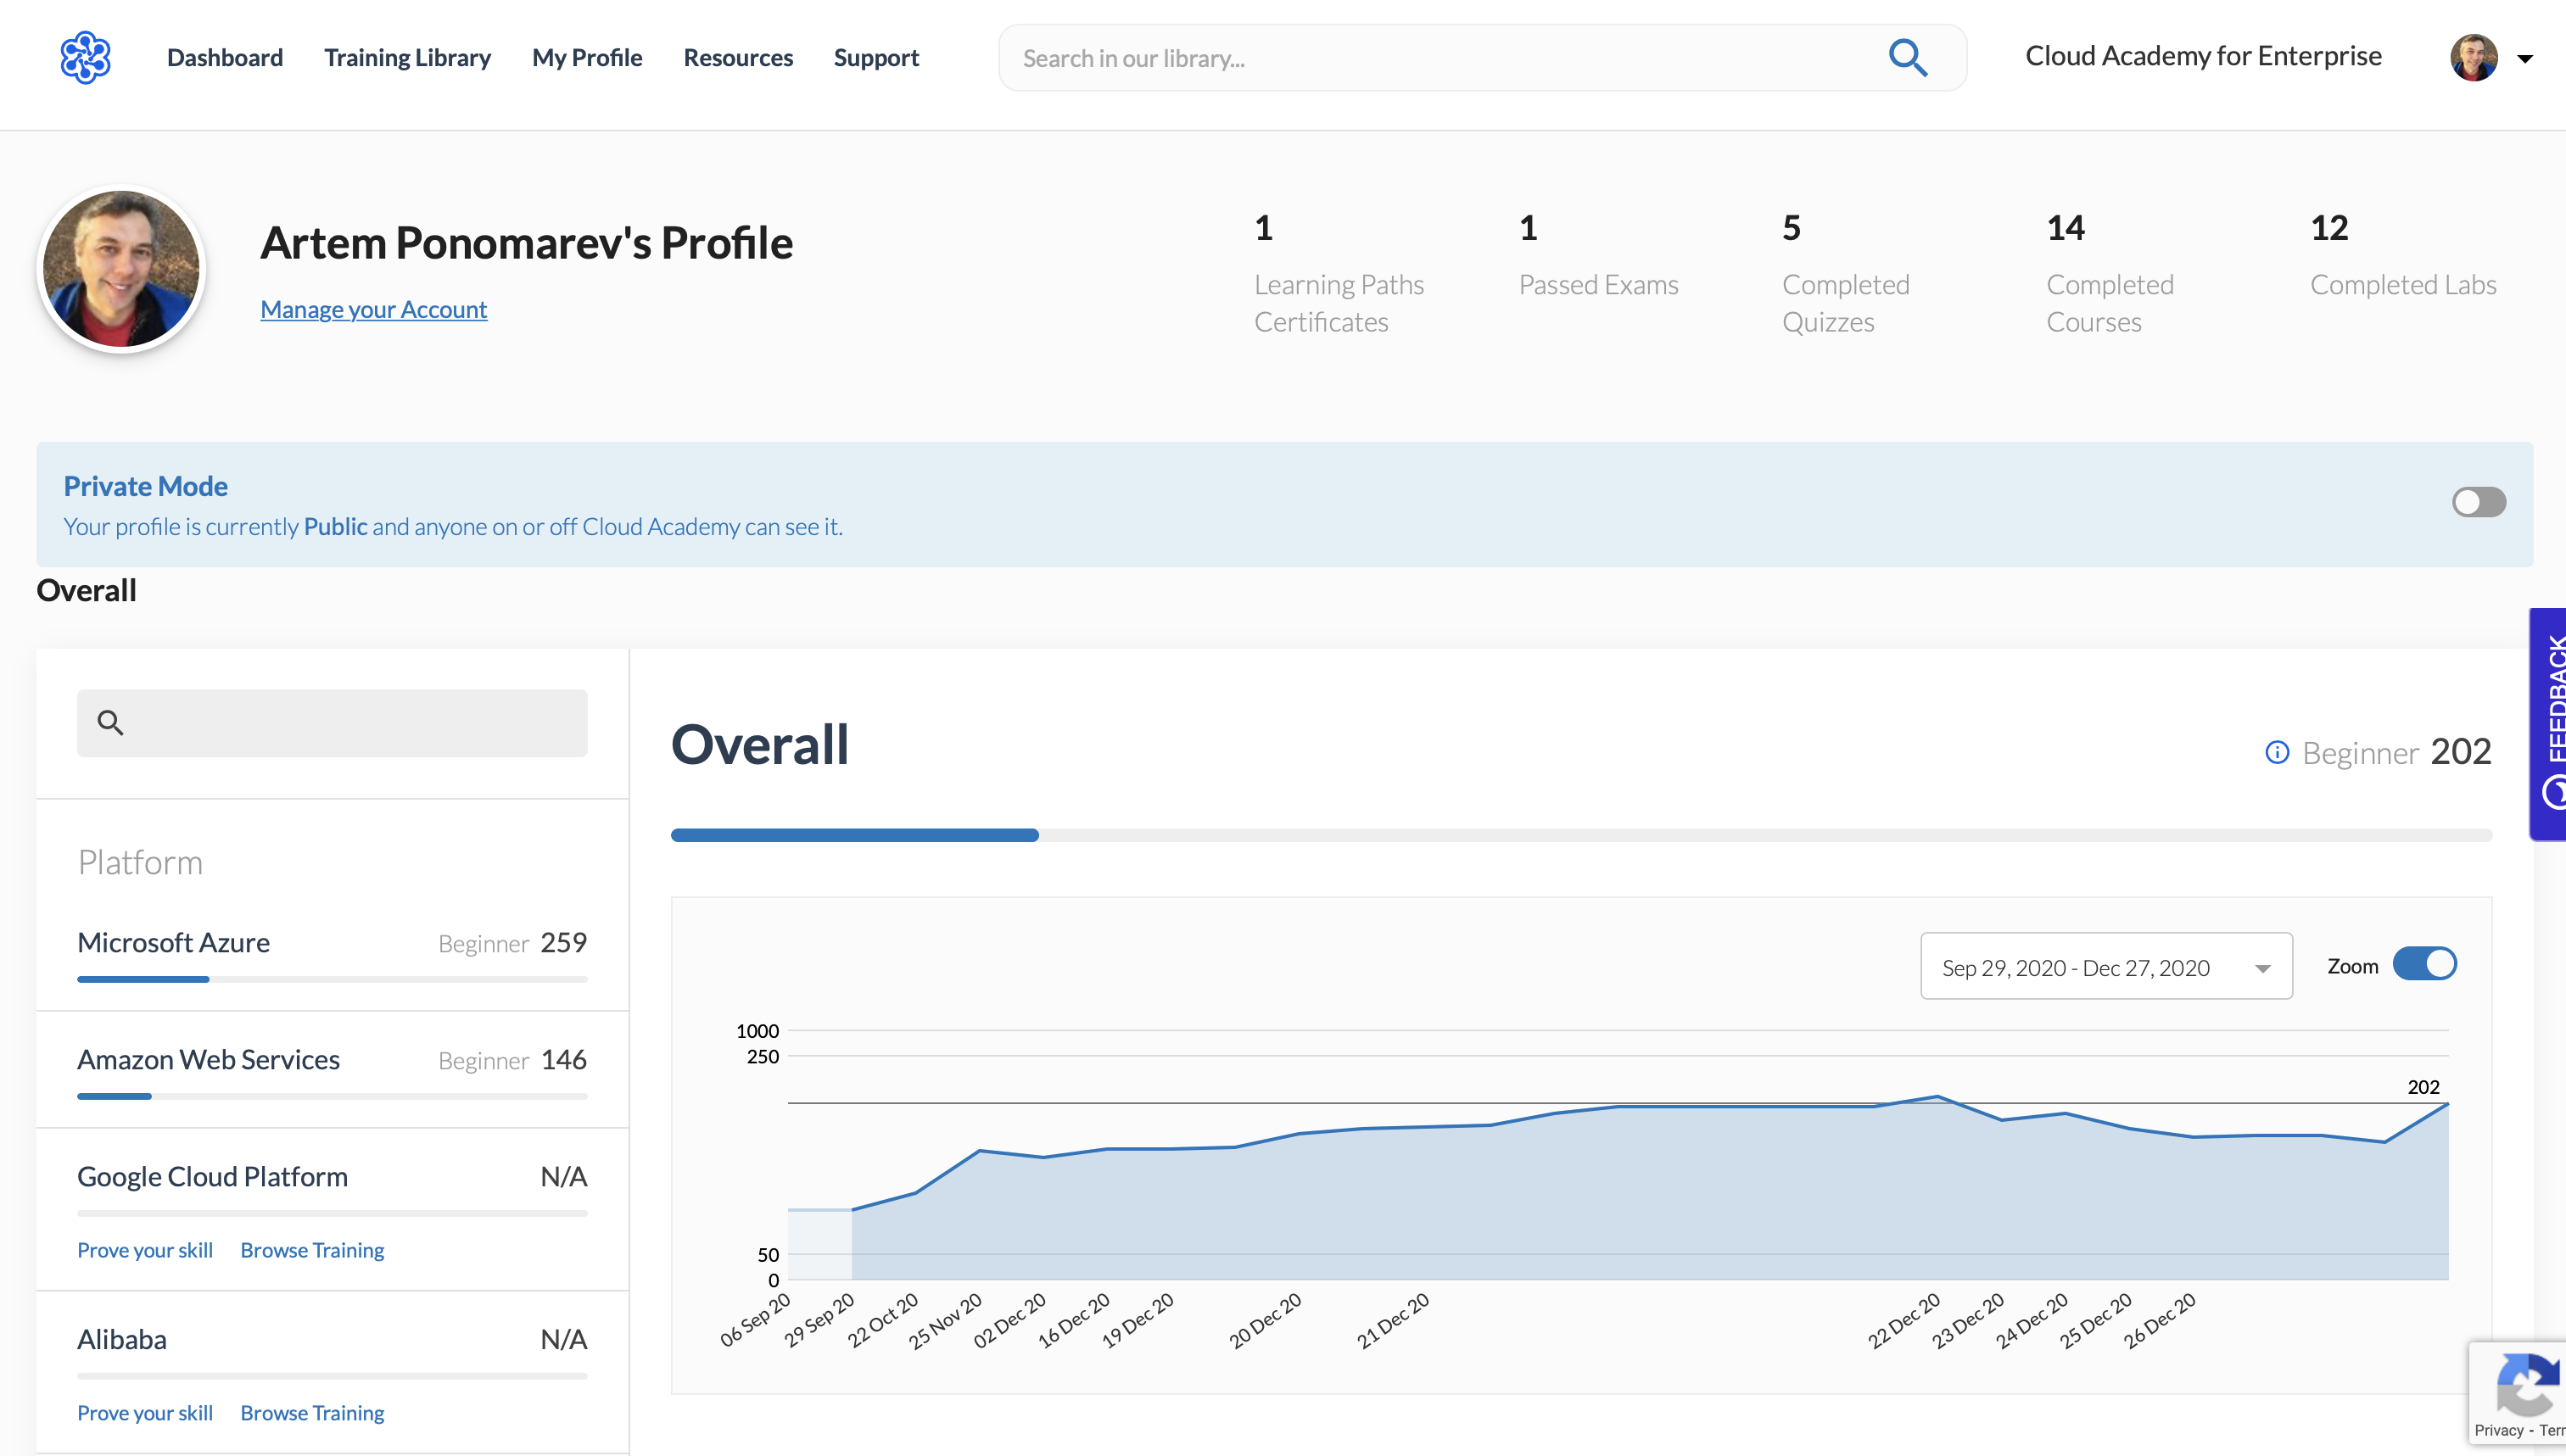 Dashboard Training Library My Profile Resources Support Search in our library... Cloud Academy for Enterprise
Artem Ponomarev's Profile
Manage your Account
1 1 5 14 12
Learning Paths Passed Exams Completed Completed Completed Labs
Certificates Quizzes Courses
Private Mode
Your profile is currently Public and anyone on or off Cloud Academy can see it.
Overall
FEEDBACK
Platform
Microsoft Azure Beginner 259
Amazon Web Services Beginner 146
Google Cloud Platform N/A
Prove your skill Browse Training
Alibaba N/A
Prove your skill Browse Training
Overall
Beginner 202
Sep 29, 2020 - Dec 27, 2020 Zoom
1000
250
202
50
0
06 Sep 20 29 Sep 20 22 Oct 20 25 Nov 20 02 Dec 20 16 Dec 20 19 Dec 20 20 Dec 20 21 Dec 20 22 Dec 20 23 Dec 20 24 Dec 20 25 Dec 20 26 Dec 20
Privacy -